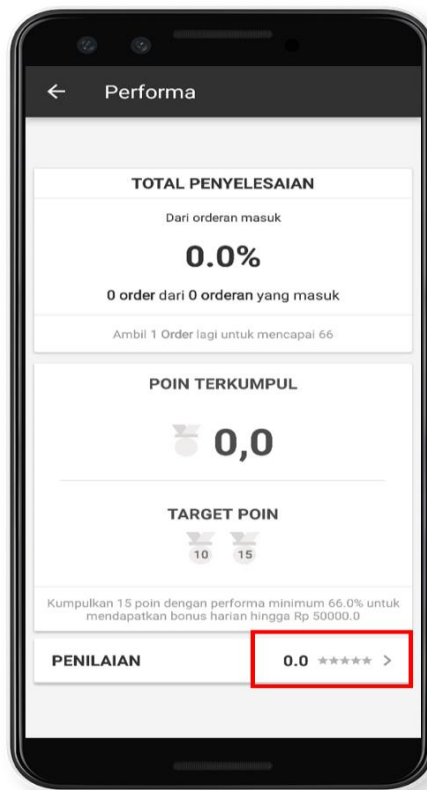 Performa
TOTAL PENYELESAIAN
Dari orderan masuk
0.0%
0 order dari 0 orderan yang masuk
Ambil 1 Order lagi untuk mencapai 66
POIN TERKUMPUL
0,0
TARGET POIN
10 15
Kumpulkan 15 poin dengan performa minimum 66.0% untuk
mendapatkan bonus harian hingga Rp 50000.0
PENILAIAN 0.0